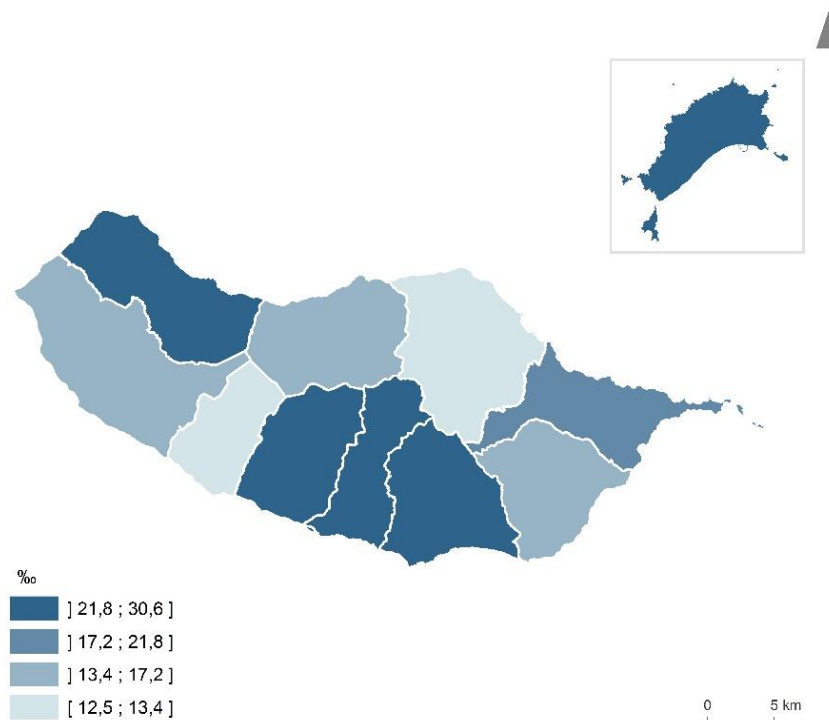 ‰
] 21,8 ; 30,6 ]
] 17,2 ; 21,8 ]
] 13,4 ; 17,2 ]
[ 12,5 ; 13,4 ]
0 5 km